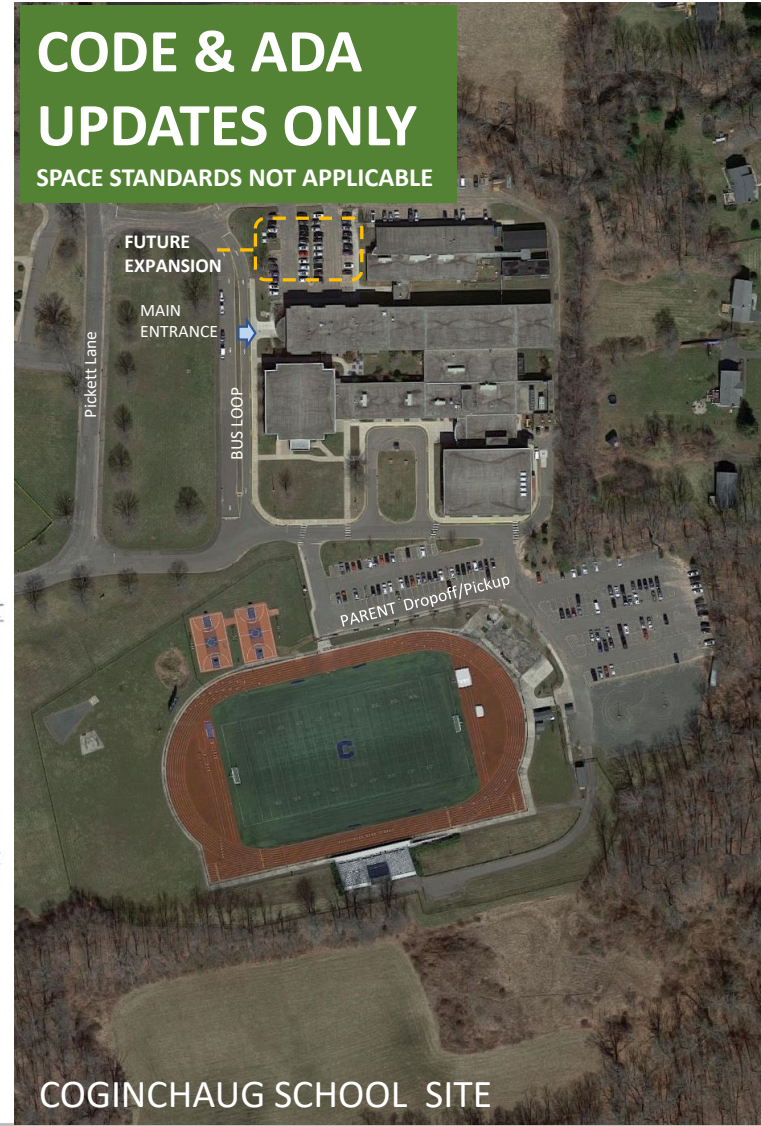 CODE & ADA
UPDATES ONLY
SPACE STANDARDS NOT APPLICABLE
FUTURE
EXPANSION
MAIN
ENTRANCE
Pickett Lane
BUS LOOP
PARENT Dropoff/Pickup
C
COGINCHAUG SCHOOL SITE